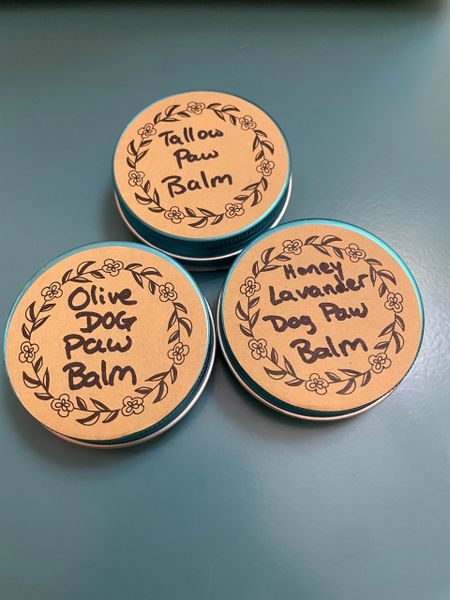 Tallow
Paw
Balm
Olive
DOG
Paw
Balm
Honey
Lavander
Dog Paw
Balm